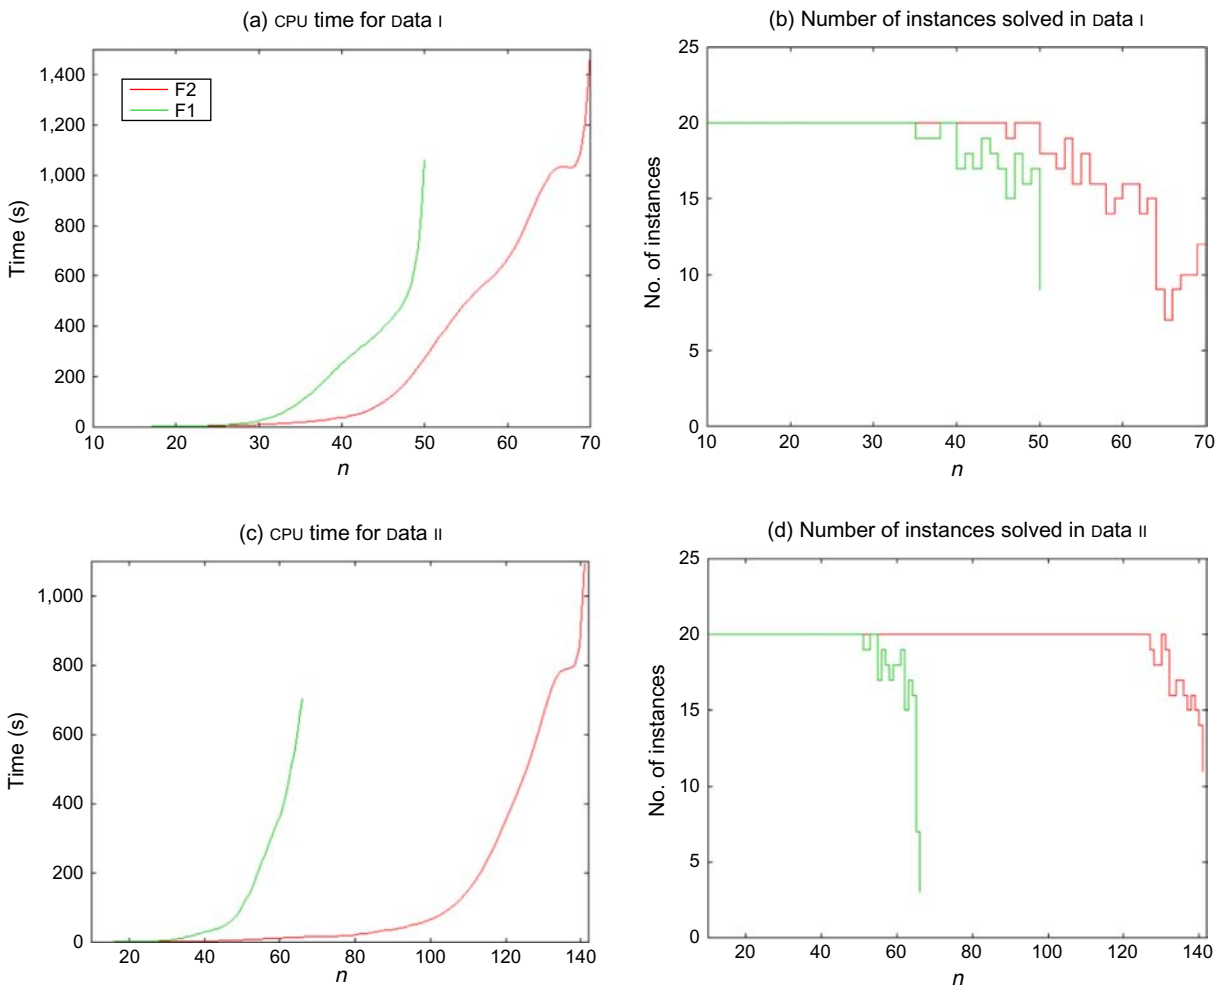 (a) CPU time for Data I
1,400
1,200
1,000
800
600
400
200
0
Time (s)
F2
F1
10 20 30 40 50 60 70
n
(b) Number of instances solved in Data I
25
20
15
10
5
0
No. of instances
10 20 30 40 50 60 70
n
(c) CPU time for Data II
1,000
800
600
400
200
0
Time (s)
20 40 60 80 100 120 140
n
(d) Number of instances solved in Data II
25
20
15
10
5
0
No. of instances
20 40 60 80 100 120 140
n